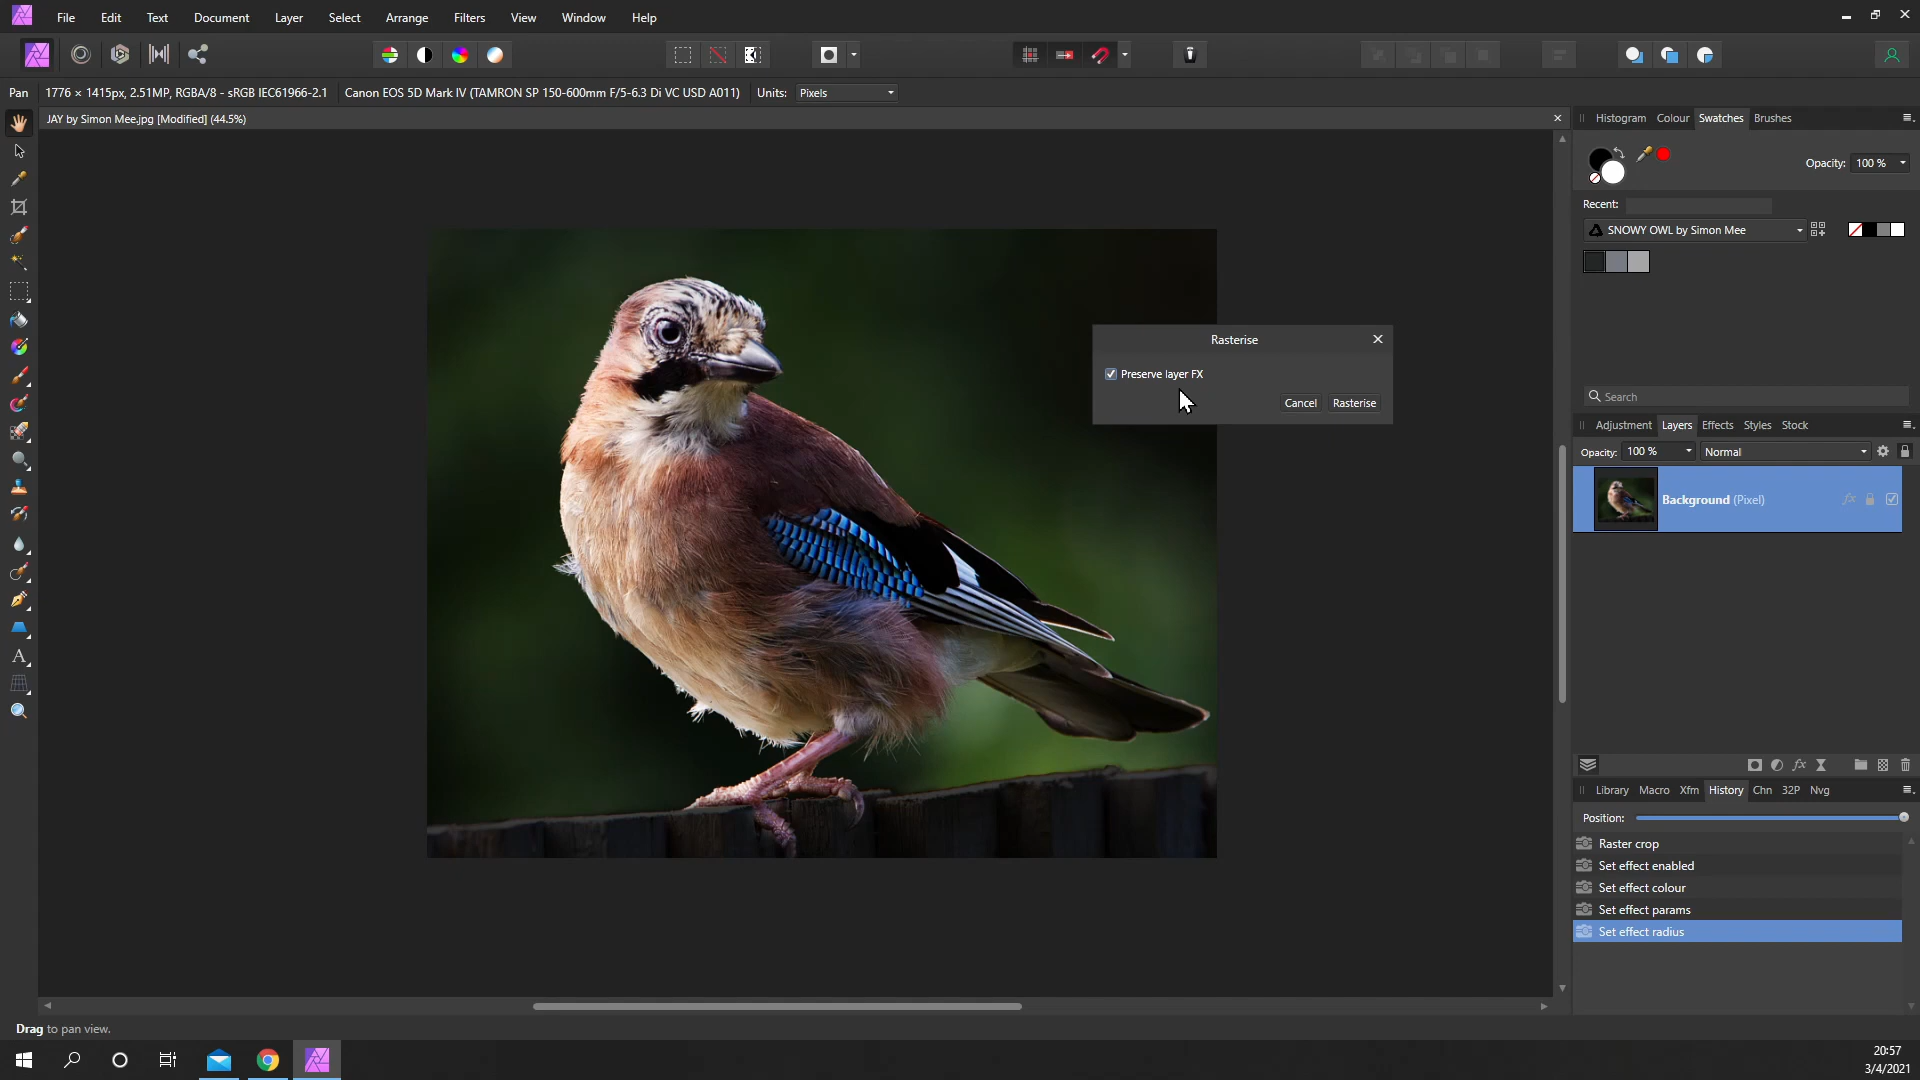 File Edit Text Document Layer Select Arrange Filters View Window Help
Pan 1776 × 1415px, 2.51MP, RGBA/8 - sRGB IEC61966-2.1 Canon EOS 5D Mark IV (TAMRON SP 150-600mm F/5-6.3 Di VC USD A011) Units: Pixels
JAY by Simon Mee.jpg [Modified] (44.5%)
Histogram Colour Swatches Brushes
Opacity: 100 %
Recent:
SNOWY OWL by Simon Mee
Rasterise
Preserve layer FX
Cancel Rasterise
Search
Adjustment Layers Effects Styles Stock
Opacity: 100 % Normal
Background (Pixel) fx
fx
Library Macro Xfm History Chn 32P Nvg
Position:
Raster crop
Set effect enabled
Set effect colour
Set effect params
Set effect radius
Drag to pan view.
20:57
3/4/2021